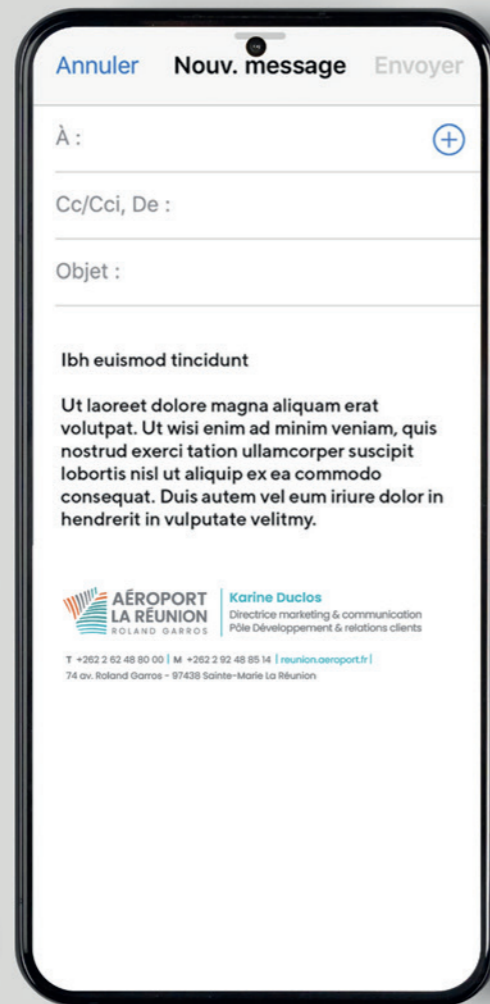 Annuler Nouv. message Envoyer
À :
Cc/Cci, De :
Objet :
Ibh euismod tincidunt
Ut laoreet dolore magna aliquam erat
volutpat. Ut wisi enim ad minim veniam, quis
nostrud exerci tation ullamcorper suscipit
lobortis nisl ut aliquip ex ea commodo
consequat. Duis autem vel eum iriure dolor in
hendrerit in vulputate velitmy.
AÉROPORT
LA RÉUNION
ROLAND GARROS
Karine Duclos
Directrice marketing & communication
Pôle Développement & relations clients
T +262 2 62 48 80 00 | M +262 2 92 48 85 14 | reunion.aeroport.fr |
74 av. Roland Garros - 97438 Sainte-Marie La Réunion